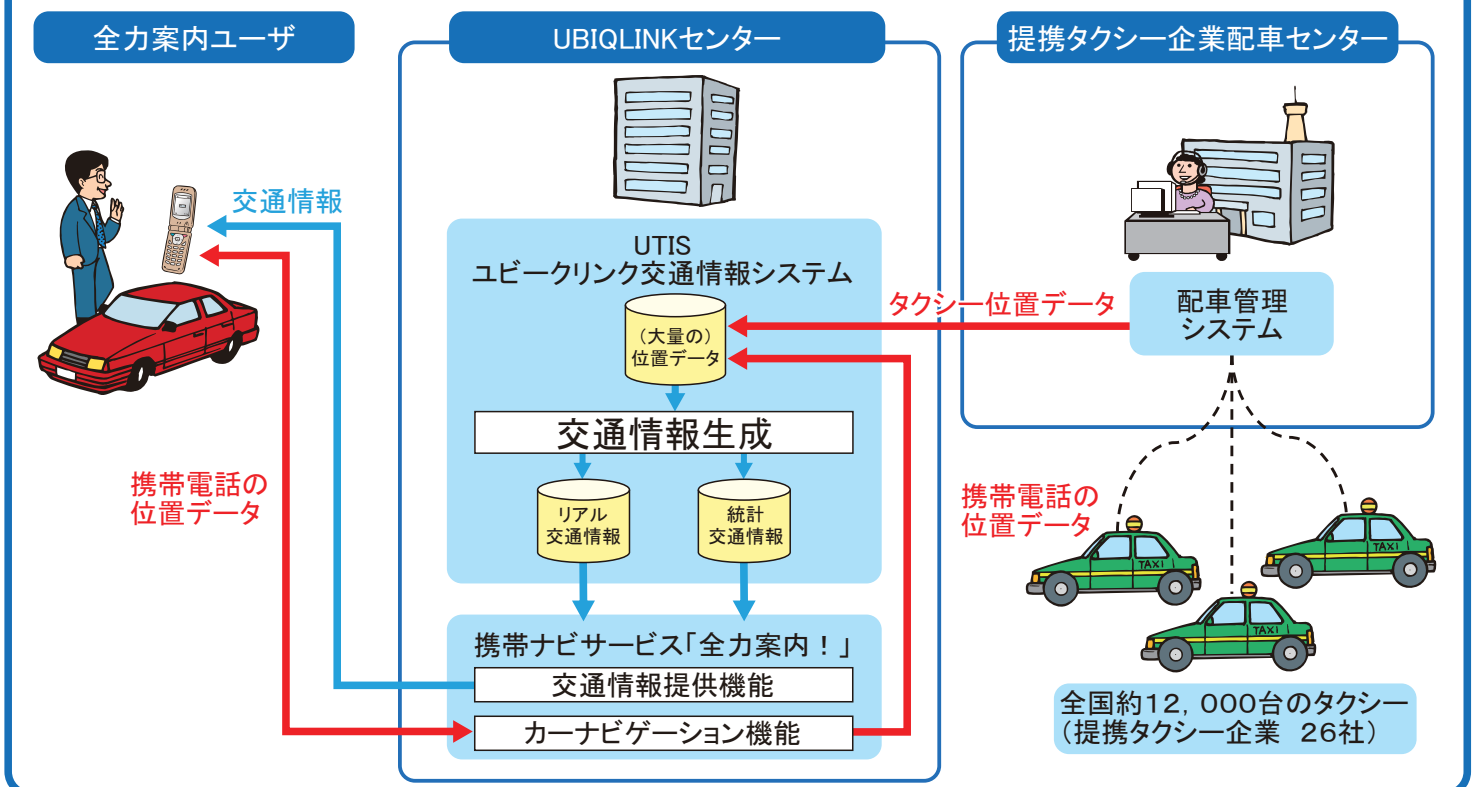 全力案内ユーザ
UBIQLINKセンター
提携タクシー企業配車センター
交通情報
UTIS
ユビークリンク交通情報システム
(大量の)
位置データ
タクシー位置データ
配車管理
システム
交通情報生成
リアル
交通情報
統計
交通情報
携帯電話の
位置データ
携帯電話の
位置データ
TAXI
TAXI
TAXI
携帯ナビサービス「全力案内！」
交通情報提供機能
カーナビゲーション機能
全国約12，000台のタクシー
（提携タクシー企業　26社）